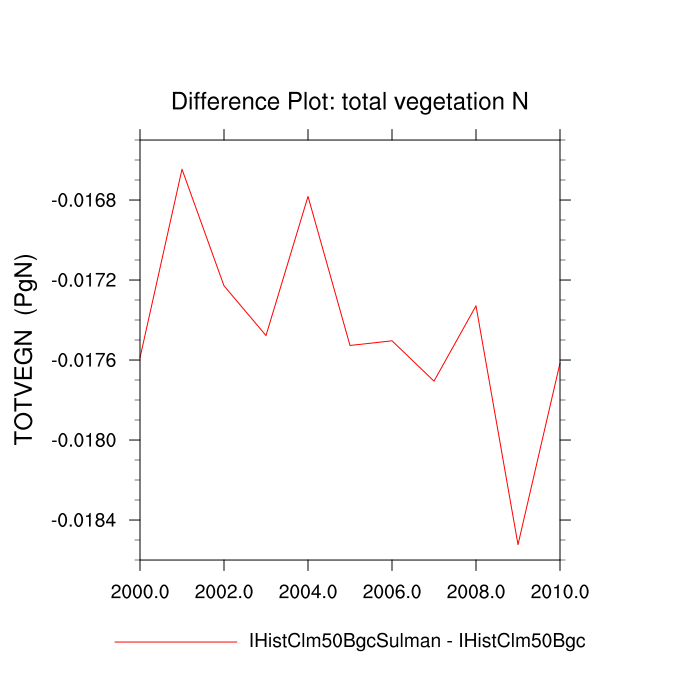 Difference Plot: total vegetation N
TOTVEGN (PgN)
-0.0168
-0.0172
-0.0176
-0.0180
-0.0184
2000.0 2002.0 2004.0 2006.0 2008.0 2010.0
IHistClm50BgcSulman - IHistClm50Bgc